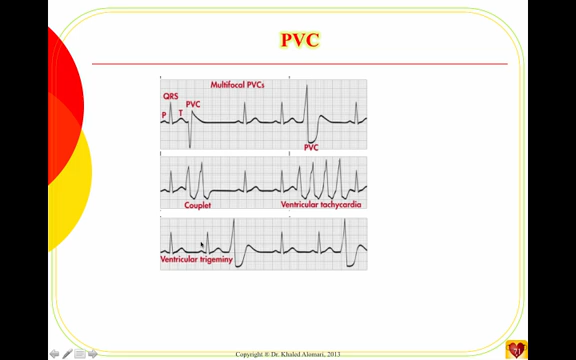 PVC
Multifocal PVCs
QRS
PVC
P
T
PVC
Couplet
Ventricular tachycardia
Ventricular trigeminy
Copyright © Dr. Khaled Alomari, 2013